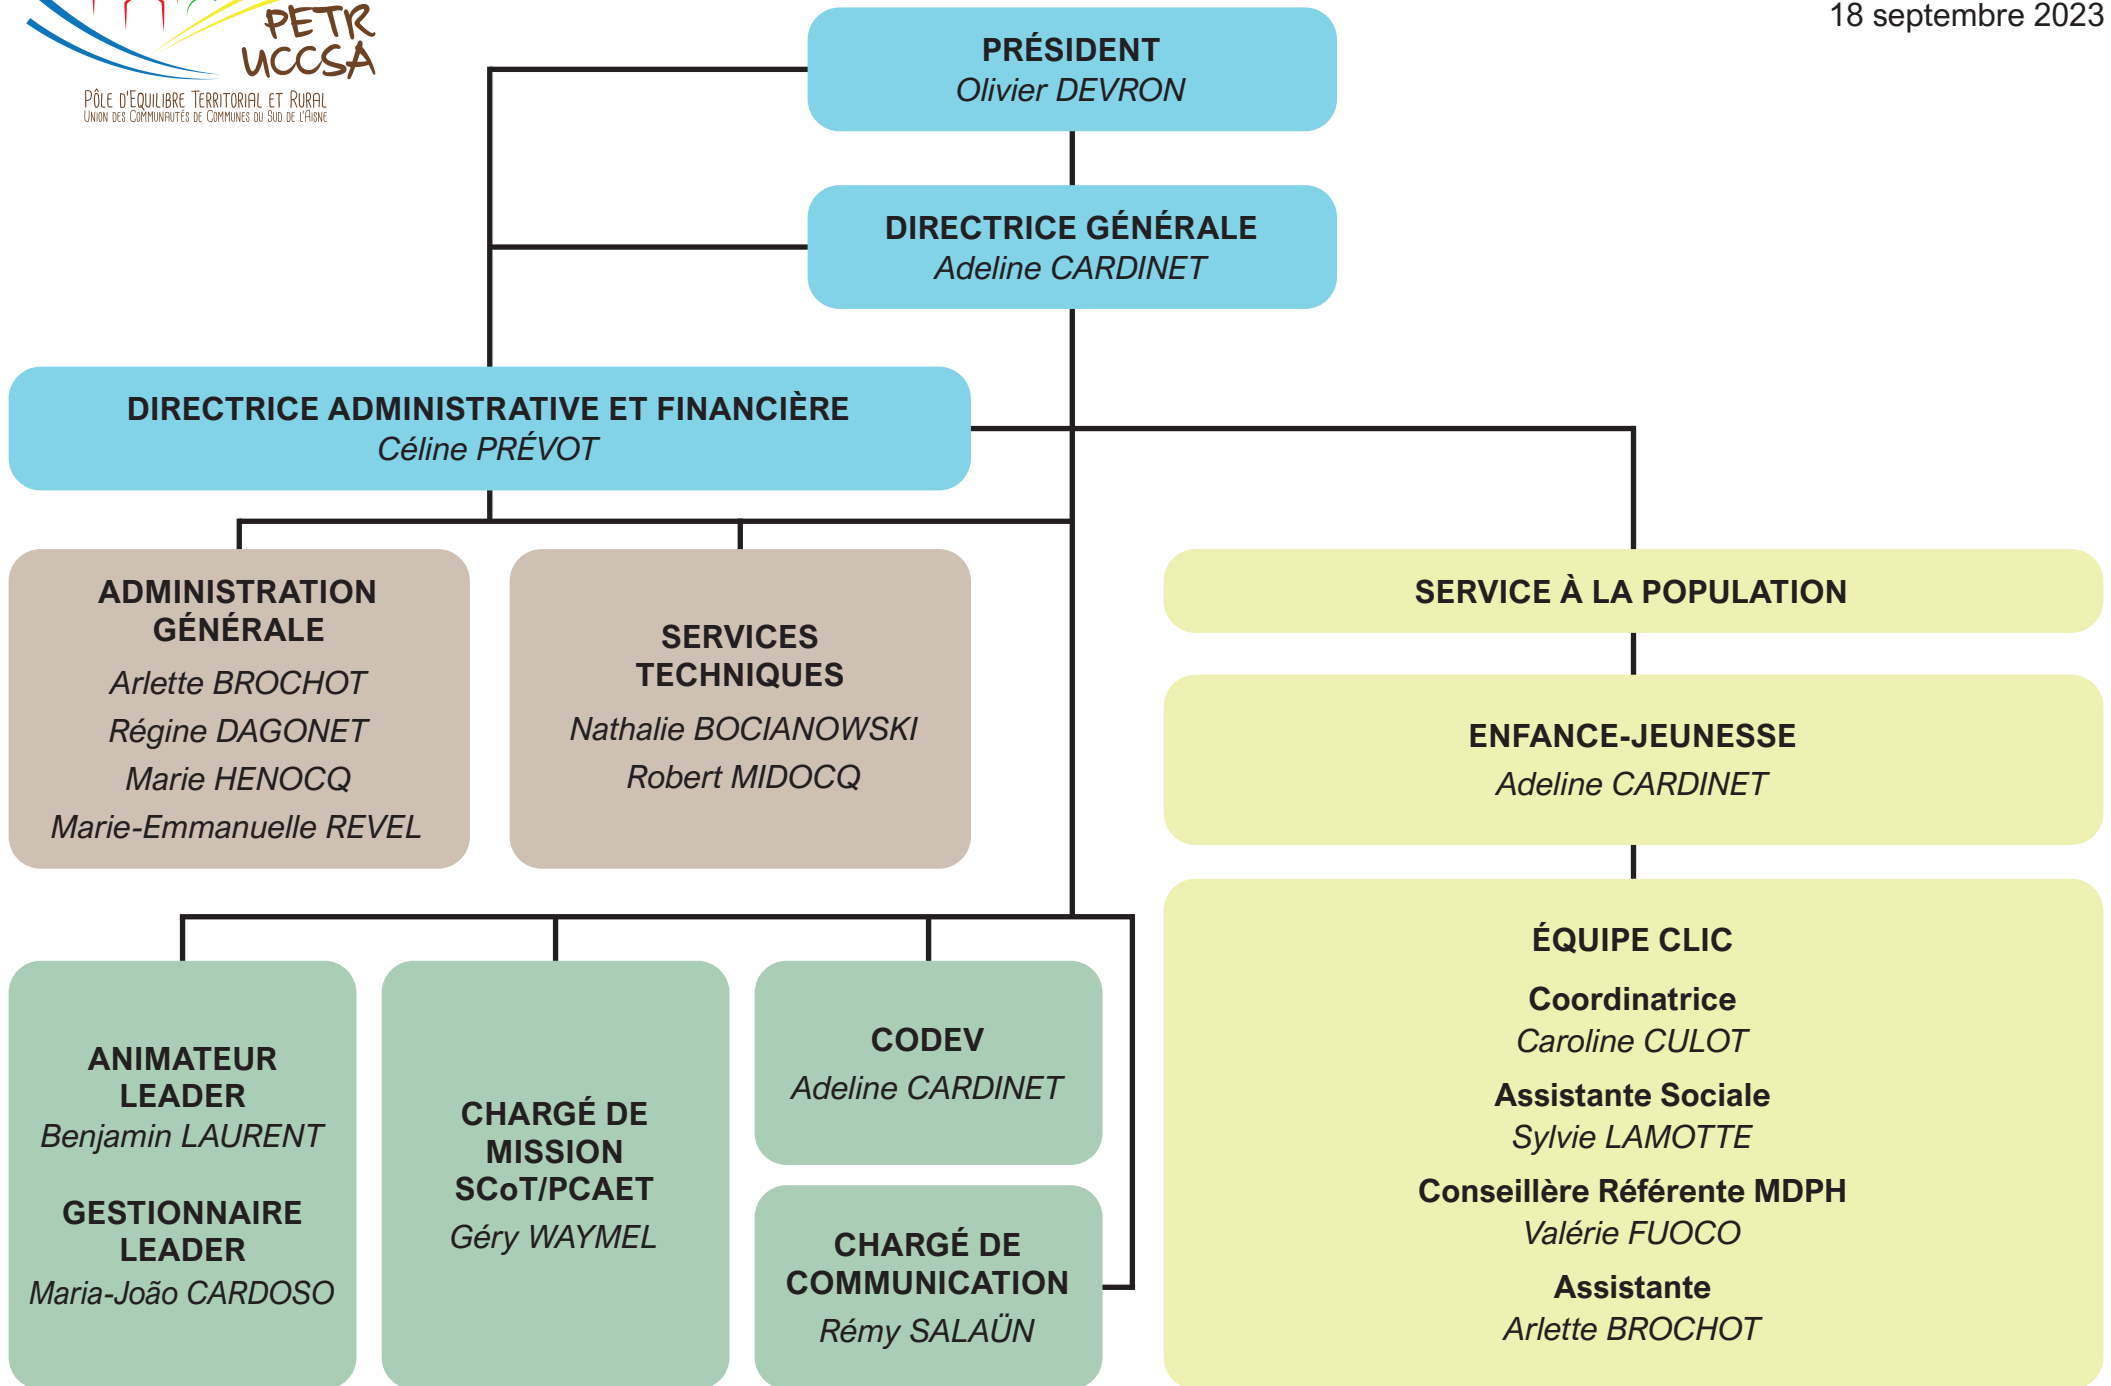 PETR
UCCSA
PÔLE D'EQUILIBRE TERRITORIAL ET RURAL
UNION DES COMMUNAUTÉS DE COMMUNES DU SUD DE L'AISNE
18 septembre 2023
PRÉSIDENT
Olivier DEVRON
DIRECTRICE GÉNÉRALE
Adeline CARDINET
DIRECTRICE ADMINISTRATIVE ET FINANCIÈRE
Céline PRÉVOT
ADMINISTRATION
GÉNÉRALE
Arlette BROCHOT
Régine DAGONET
Marie HENOCQ
Marie-Emmanuelle REVEL
SERVICES
TECHNIQUES
Nathalie BOCIANOWSKI
Robert MIDOCQ
SERVICE À LA POPULATION
ENFANCE-JEUNESSE
Adeline CARDINET
ÉQUIPE CLIC
Coordinatrice
Caroline CULOT
Assistante Sociale
Sylvie LAMOTTE
Conseillère Référente MDPH
Valérie FUOCO
Assistante
Arlette BROCHOT
ANIMATEUR
LEADER
Benjamin LAURENT
GESTIONNAIRE
LEADER
Maria-João CARDOSO
CHARGÉ DE
MISSION
SCoT/PCAET
Géry WAYMEL
CODEV
Adeline CARDINET
CHARGÉ DE
COMMUNICATION
Rémy SALAÜN